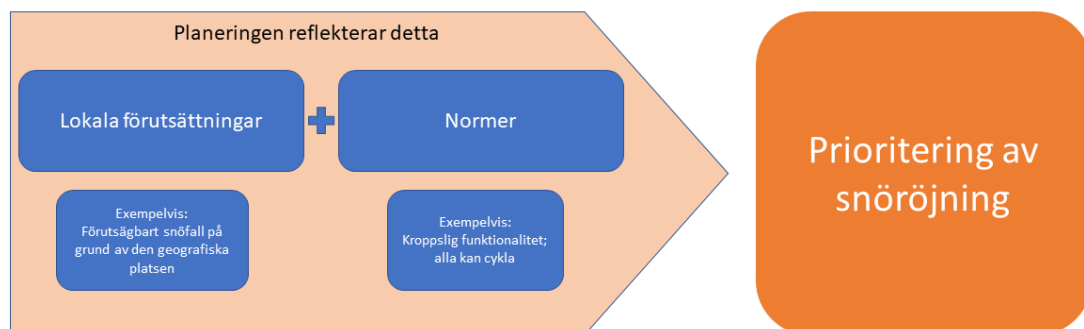 Planeringen reflekterar detta
Lokala förutsättningar
Normer
Exempelvis:
Förutsägbart snöfall på
grund av den geografiska
platsen
Exempelvis:
Kroppslig funktionalitet;
alla kan cykla
Prioritering av
snöröjning